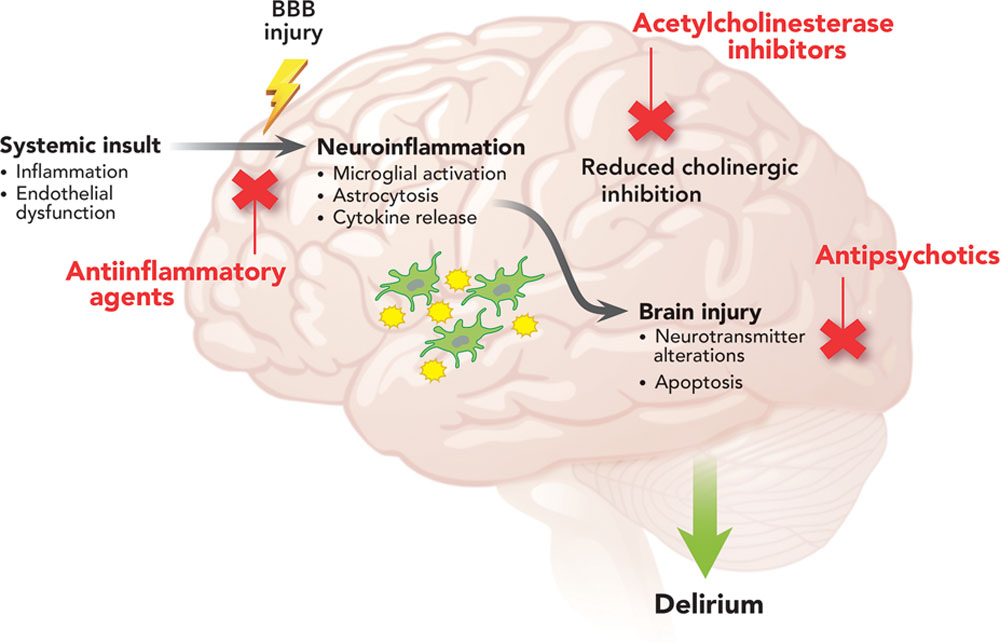 BBB
injury
Acetylcholinesterase
inhibitors
Systemic insult
• Inflammation
• Endothelial
dysfunction
Neuroinflammation
• Microglial activation
• Astrocytosis
• Cytokine release
Reduced cholinergic
inhibition
Antiinflammatory
agents
Antipsychotics
Brain injury
• Neurotransmitter
alterations
• Apoptosis
Delirium